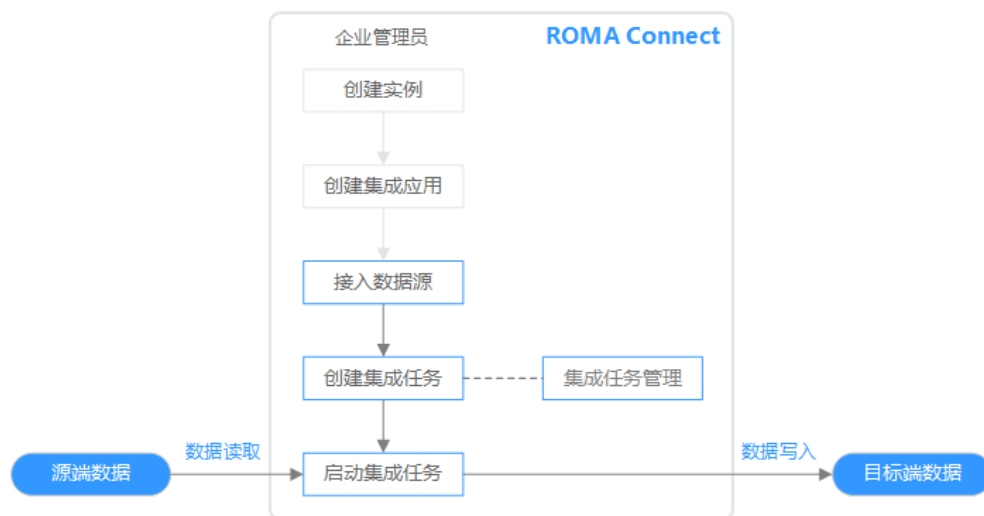 企业管理员
ROMA Connect
创建实例
创建集成应用
接入数据源
创建集成任务
集成任务管理
数据读取
数据写入
源端数据
启动集成任务
目标端数据